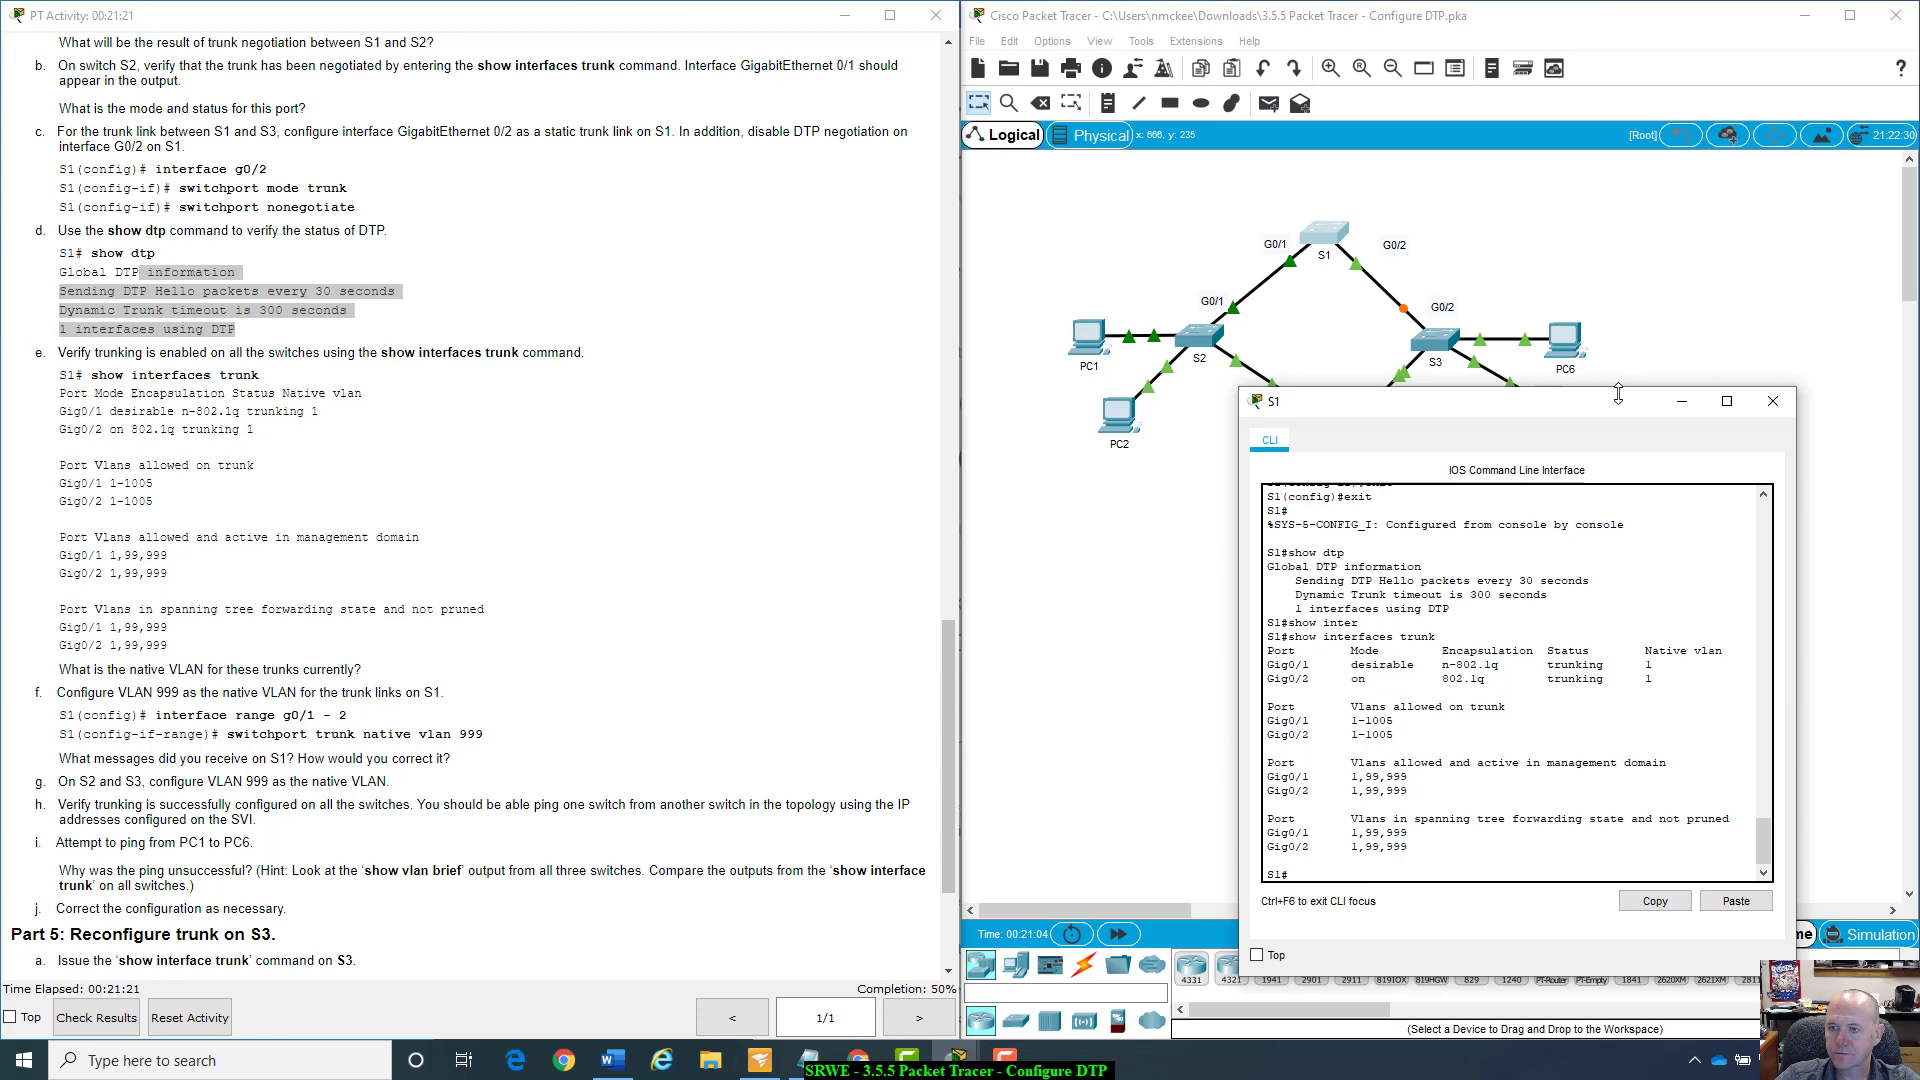 PT Activity: 00:21:21
What will be the result of trunk negotiation between S1 and S2?
b. On switch S2, verify that the trunk has been negotiated by entering the show interfaces trunk command. Interface GigabitEthernet 0/1 should
appear in the output.
What is the mode and status for this port?
c. For the trunk link between S1 and S3, configure interface GigabitEthernet 0/2 as a static trunk link on S1. In addition, disable DTP negotiation on
interface G0/2 on S1.
S1(config)# interface g0/2
S1(config-if)# switchport mode trunk
S1(config-if)# switchport nonegotiate
d. Use the show dtp command to verify the status of DTP.
S1# show dtp
Global DTP information
Sending DTP Hello packets every 30 seconds
Dynamic Trunk timeout is 300 seconds
1 interfaces using DTP
e. Verify trunking is enabled on all the switches using the show interfaces trunk command.
S1# show interfaces trunk
Port Mode Encapsulation Status Native vlan
Gig0/1 desirable n-802.1q trunking 1
Gig0/2 on 802.1q trunking 1
Port Vlans allowed on trunk
Gig0/1 1-1005
Gig0/2 1-1005
Port Vlans allowed and active in management domain
Gig0/1 1,99,999
Gig0/2 1,99,999
Port Vlans in spanning tree forwarding state and not pruned
Gig0/1 1,99,999
Gig0/2 1,99,999
What is the native VLAN for these trunks currently?
f. Configure VLAN 999 as the native VLAN for the trunk links on S1.
S1(config)# interface range g0/1 - 2
S1(config-if-range)# switchport trunk native vlan 999
What messages did you receive on S1? How would you correct it?
g. On S2 and S3, configure VLAN 999 as the native VLAN.
h. Verify trunking is successfully configured on all the switches. You should be able ping one switch from another switch in the topology using the IP
addresses configured on the SVI.
i. Attempt to ping from PC1 to PC6.
Why was the ping unsuccessful? (Hint: Look at the 'show vlan brief' output from all three switches. Compare the outputs from the 'show interface
trunk' on all switches.)
j. Correct the configuration as necessary.
Part 5: Reconfigure trunk on S3.
a. Issue the 'show interface trunk' command on S3.
Time Elapsed: 00:21:21
Completion: 50%
Top
Check Results
Reset Activity
<
1/1
>
Cisco Packet Tracer - C:\Users\nmckee\Downloads\3.5.5 Packet Tracer - Configure DTP.pka
File Edit Options View Tools Extensions Help
?
Logical
Physical
x: 666, y: 235
[Root]
21:22:30
G0/1
G0/2
S1
G0/1
G0/2
PC1
S2
S3
PC6
PC2
S1
CLI
IOS Command Line Interface
S1(config)#exit
S1#
%SYS-5-CONFIG_I: Configured from console by console
S1#show dtp
Global DTP information
Sending DTP Hello packets every 30 seconds
Dynamic Trunk timeout is 300 seconds
1 interfaces using DTP
S1#show inter
S1#show interfaces trunk
Port Mode Encapsulation Status Native vlan
Gig0/1 desirable n-802.1q trunking 1
Gig0/2 on 802.1q trunking 1
Port Vlans allowed on trunk
Gig0/1 1-1005
Gig0/2 1-1005
Port Vlans allowed and active in management domain
Gig0/1 1,99,999
Gig0/2 1,99,999
Port Vlans in spanning tree forwarding state and not pruned
Gig0/1 1,99,999
Gig0/2 1,99,999
S1#
Ctrl+F6 to exit CLI focus
Copy
Paste
Top
Time: 00:21:04
me
Simulation
4331 4321 1941 2901 2911 819IOX 819HGW 829 1240 PT-Router PT-Empty 1841 2620XM 2621XM 2811
(Select a Device to Drag and Drop to the Workspace)
Type here to search
SRWE - 3.5.5 Packet Tracer - Configure DTP